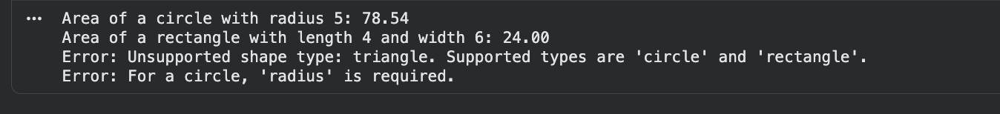 Area of a circle with radius 5: 78.54
Area of a rectangle with length 4 and width 6: 24.00
Error: Unsupported shape type: triangle. Supported types are 'circle' and 'rectangle'.
Error: For a circle, 'radius' is required.